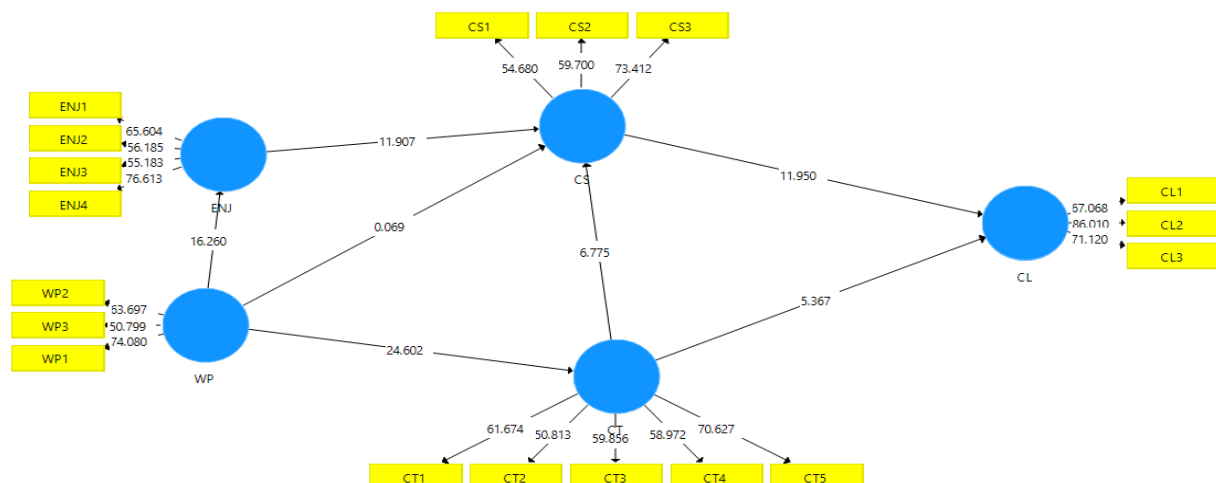 CS1 CS2 CS3
54.680 59.700 73.412
ENJ1
ENJ2
ENJ3
ENJ4
65.604
56.185
55.183
76.613
ENJ
11.907
CS
11.950
16.260
0.069
6.775
5.367
CL1
CL2
CL3
67.068
86.010
71.120
CL
WP2
WP3
WP1
63.697
50.799
74.080
WP
24.602
CT
61.674 50.813 59.856 58.972 70.627
CT1 CT2 CT3 CT4 CT5